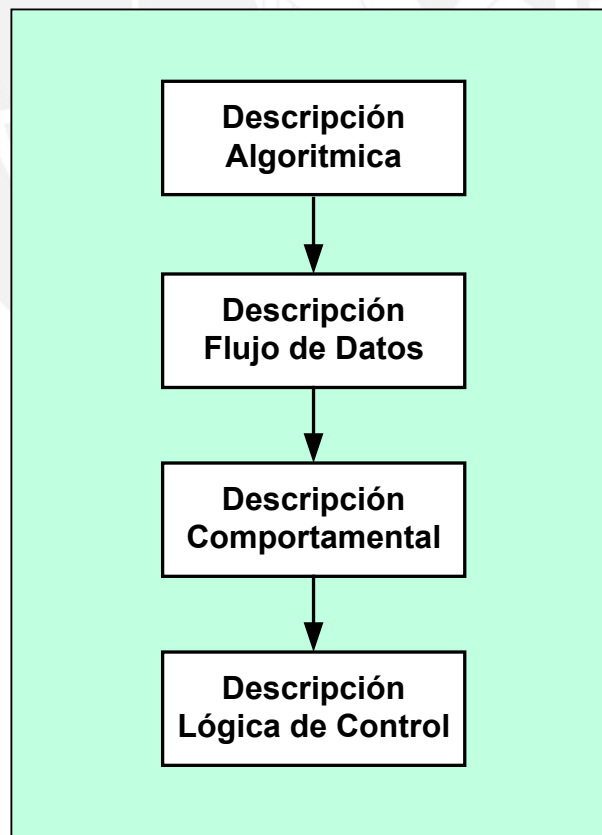 Descripción
Algoritmica
Descripción
Flujo de Datos
Descripción
Comportamental
Descripción
Lógica de Control